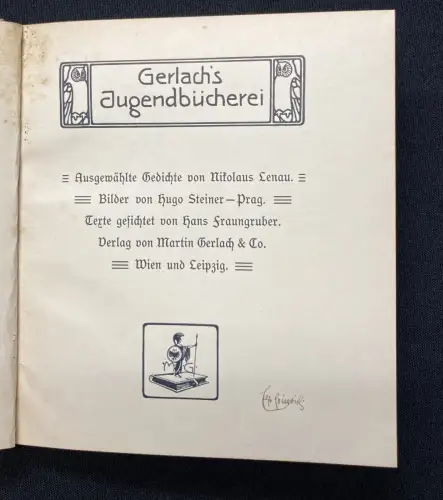 Gerlach's
Jugendbücherei
Ausgewählte Gedichte von Nikolaus Lenau.
Bilder von Hugo Steiner-Prag.
Texte gesichtet von Hans Fraungruber.
Verlag von Martin Gerlach & Co.
Wien und Leipzig.
M G